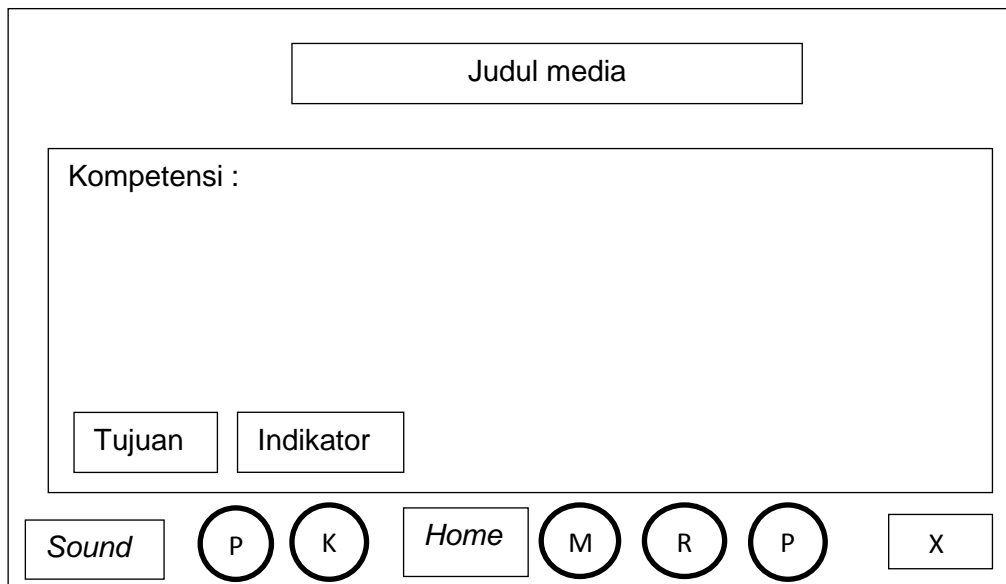 Judul media
Kompetensi :
Tujuan Indikator
Sound P K Home M R P X